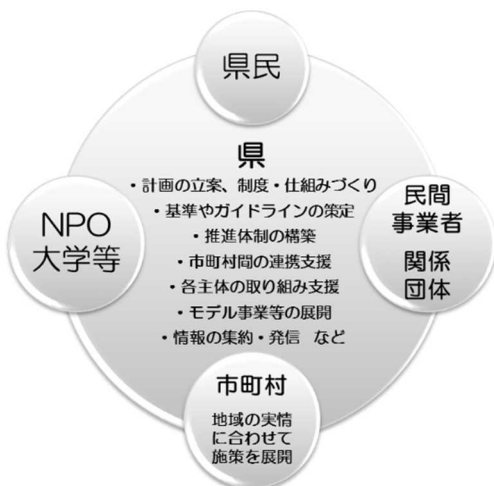 県民
県
・計画の立案、制度・仕組みづくり
・基準やガイドラインの策定
・推進体制の構築
・市町村間の連携支援
・各主体の取り組み支援
・モデル事業等の展開
・情報の集約・発信 など
NPO
大学等
民間
事業者
関係
団体
市町村
地域の実情
に合わせて
施策を展開